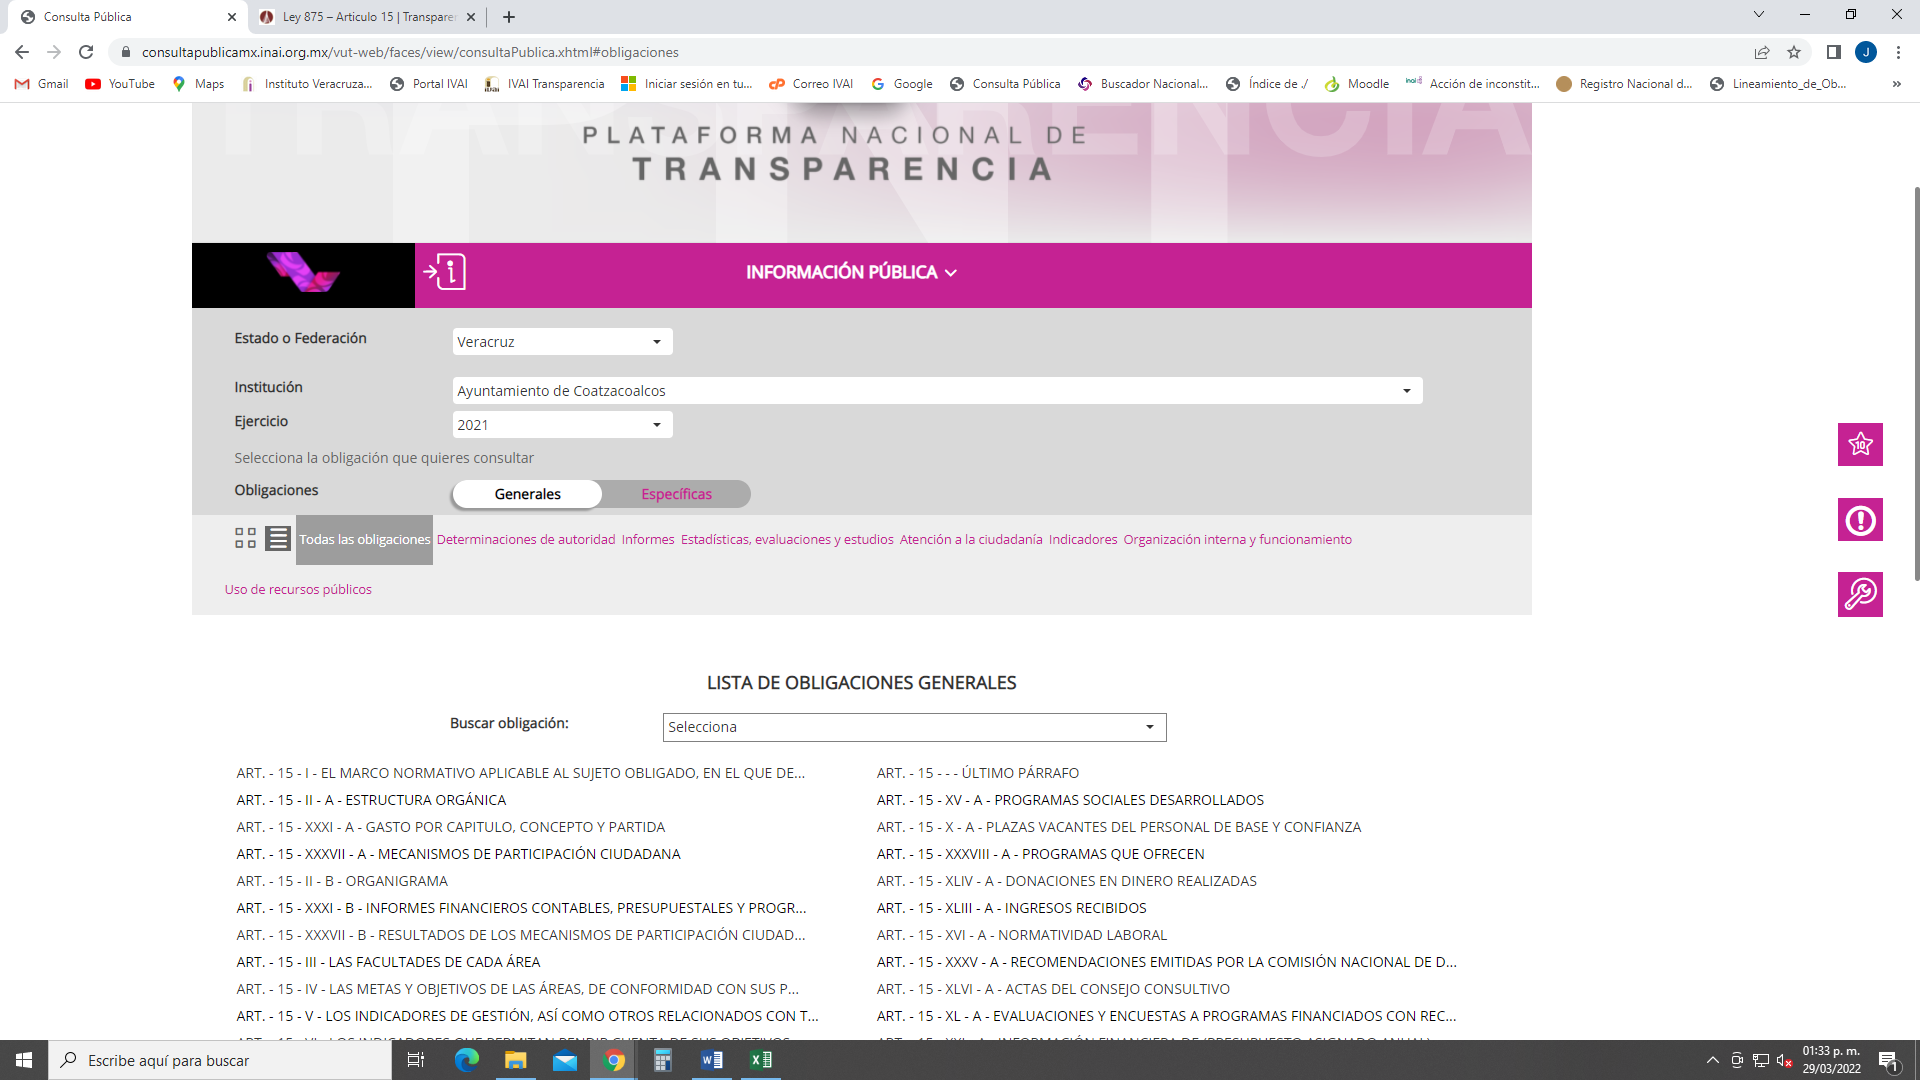 Consulta Pública
Ley 875 – Articulo 15 | Transparen
consultapublicamx.inai.org.mx/vut-web/faces/view/consultaPublica.xhtml#obligaciones
J
Gmail YouTube Maps Instituto Veracruza... Portal IVAI IVAI Transparencia Iniciar sesión en tu... Correo IVAI Google Consulta Pública Buscador Nacional... Índice de ./ Moodle Acción de inconstit... Registro Nacional d... Lineamiento_de_Ob... »
PLATAFORMA NACIONAL DE
TRANSPARENCIA
INFORMACIÓN PÚBLICA
Estado o Federación Veracruz
Institución Ayuntamiento de Coatzacoalcos
Ejercicio 2021
Selecciona la obligación que quieres consultar
Obligaciones Generales Específicas
Todas las obligaciones Determinaciones de autoridad Informes Estadísticas, evaluaciones y estudios Atención a la ciudadanía Indicadores Organización interna y funcionamiento
Uso de recursos públicos
10
LISTA DE OBLIGACIONES GENERALES
Buscar obligación: Selecciona
ART. - 15 - I - EL MARCO NORMATIVO APLICABLE AL SUJETO OBLIGADO, EN EL QUE DE...
ART. - 15 - II - A - ESTRUCTURA ORGÁNICA
ART. - 15 - XXXI - A - GASTO POR CAPITULO, CONCEPTO Y PARTIDA
ART. - 15 - XXXVII - A - MECANISMOS DE PARTICIPACIÓN CIUDADANA
ART. - 15 - II - B - ORGANIGRAMA
ART. - 15 - XXXI - B - INFORMES FINANCIEROS CONTABLES, PRESUPUESTALES Y PROGR...
ART. - 15 - XXXVII - B - RESULTADOS DE LOS MECANISMOS DE PARTICIPACIÓN CIUDAD...
ART. - 15 - III - LAS FACULTADES DE CADA ÁREA
ART. - 15 - IV - LAS METAS Y OBJETIVOS DE LAS ÁREAS, DE CONFORMIDAD CON SUS P...
ART. - 15 - V - LOS INDICADORES DE GESTIÓN, ASÍ COMO OTROS RELACIONADOS CON T...
ART. - 15 - - - ÚLTIMO PÁRRAFO
ART. - 15 - XV - A - PROGRAMAS SOCIALES DESARROLLADOS
ART. - 15 - X - A - PLAZAS VACANTES DEL PERSONAL DE BASE Y CONFIANZA
ART. - 15 - XXXVIII - A - PROGRAMAS QUE OFRECEN
ART. - 15 - XLIV - A - DONACIONES EN DINERO REALIZADAS
ART. - 15 - XLIII - A - INGRESOS RECIBIDOS
ART. - 15 - XVI - A - NORMATIVIDAD LABORAL
ART. - 15 - XXXV - A - RECOMENDACIONES EMITIDAS POR LA COMISIÓN NACIONAL DE D...
ART. - 15 - XLVI - A - ACTAS DEL CONSEJO CONSULTIVO
ART. - 15 - XL - A - EVALUACIONES Y ENCUESTAS A PROGRAMAS FINANCIADOS CON REC...
Escribe aquí para buscar
01:33 p. m.
29/03/2022
1